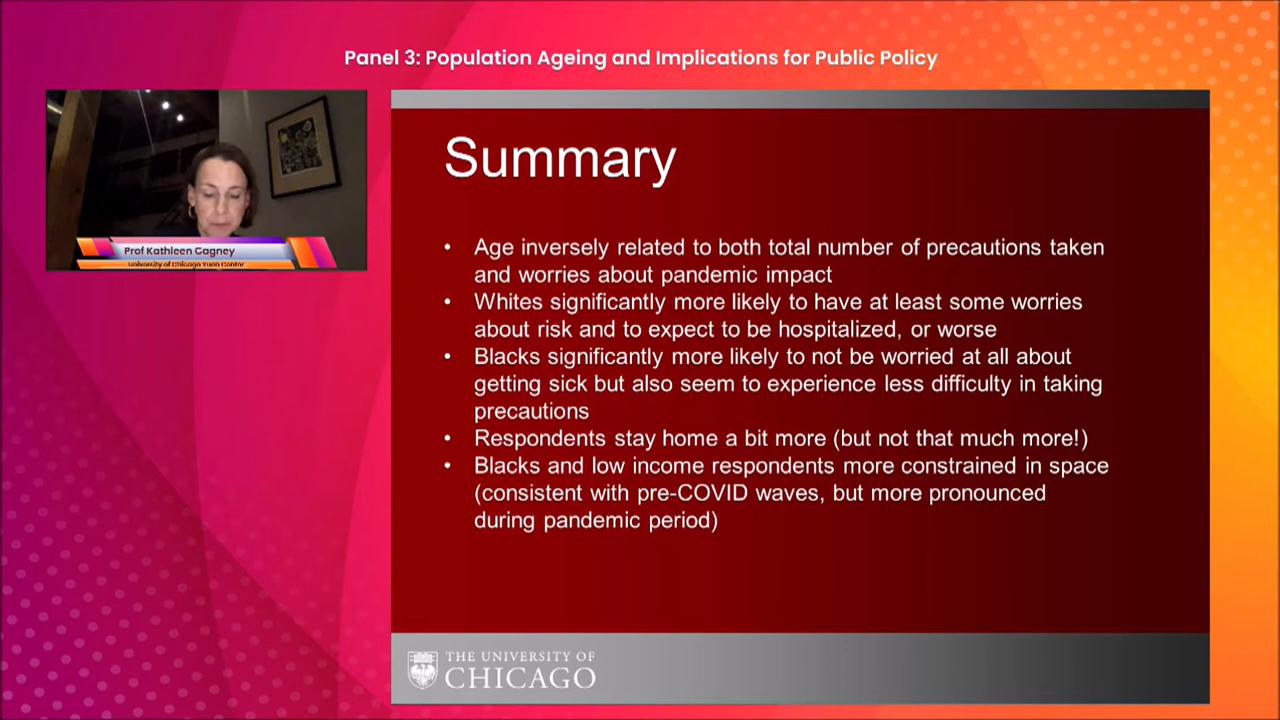 Panel 3: Population Ageing and Implications for Public Policy
Prof Kathleen Cagney
University of Chicago Yuen Center
Summary
• Age inversely related to both total number of precautions taken
and worries about pandemic impact
• Whites significantly more likely to have at least some worries
about risk and to expect to be hospitalized, or worse
• Blacks significantly more likely to not be worried at all about
getting sick but also seem to experience less difficulty in taking
precautions
• Respondents stay home a bit more (but not that much more!)
• Blacks and low income respondents more constrained in space
(consistent with pre-COVID waves, but more pronounced
during pandemic period)
THE UNIVERSITY OF
CHICAGO